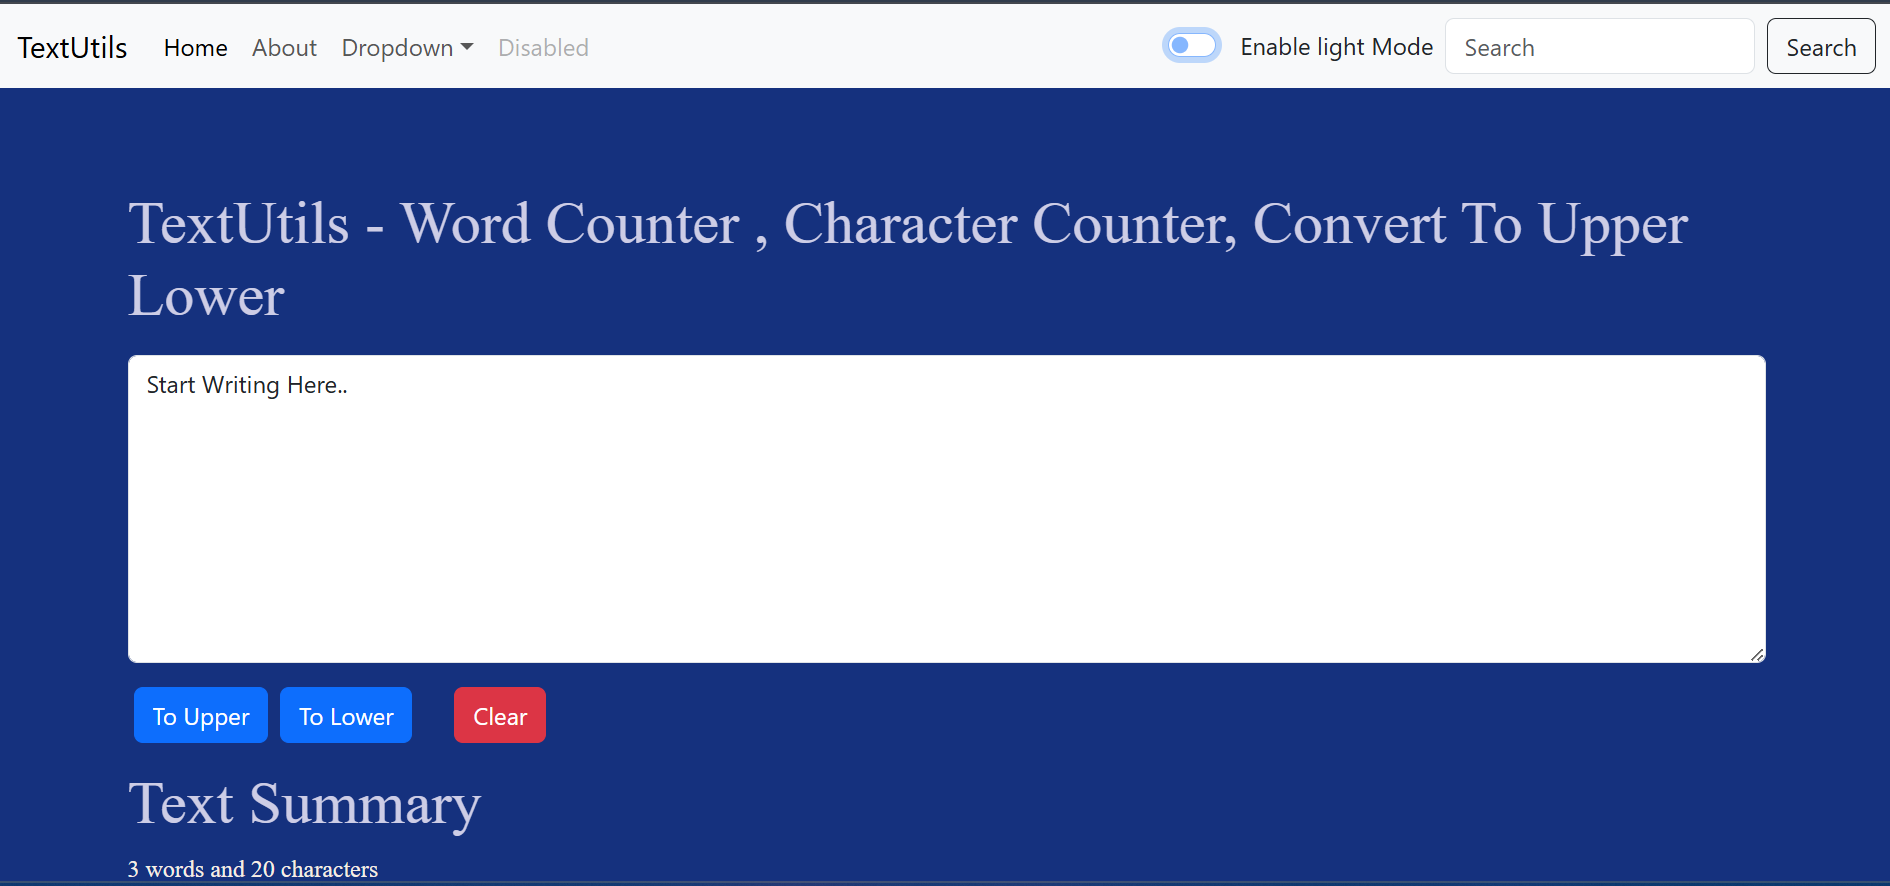 TextUtils Home About Dropdown Disabled Enable light Mode Search Search
TextUtils - Word Counter , Character Counter, Convert To Upper
Lower
Start Writing Here..
To Upper To Lower Clear
Text Summary
3 words and 20 characters